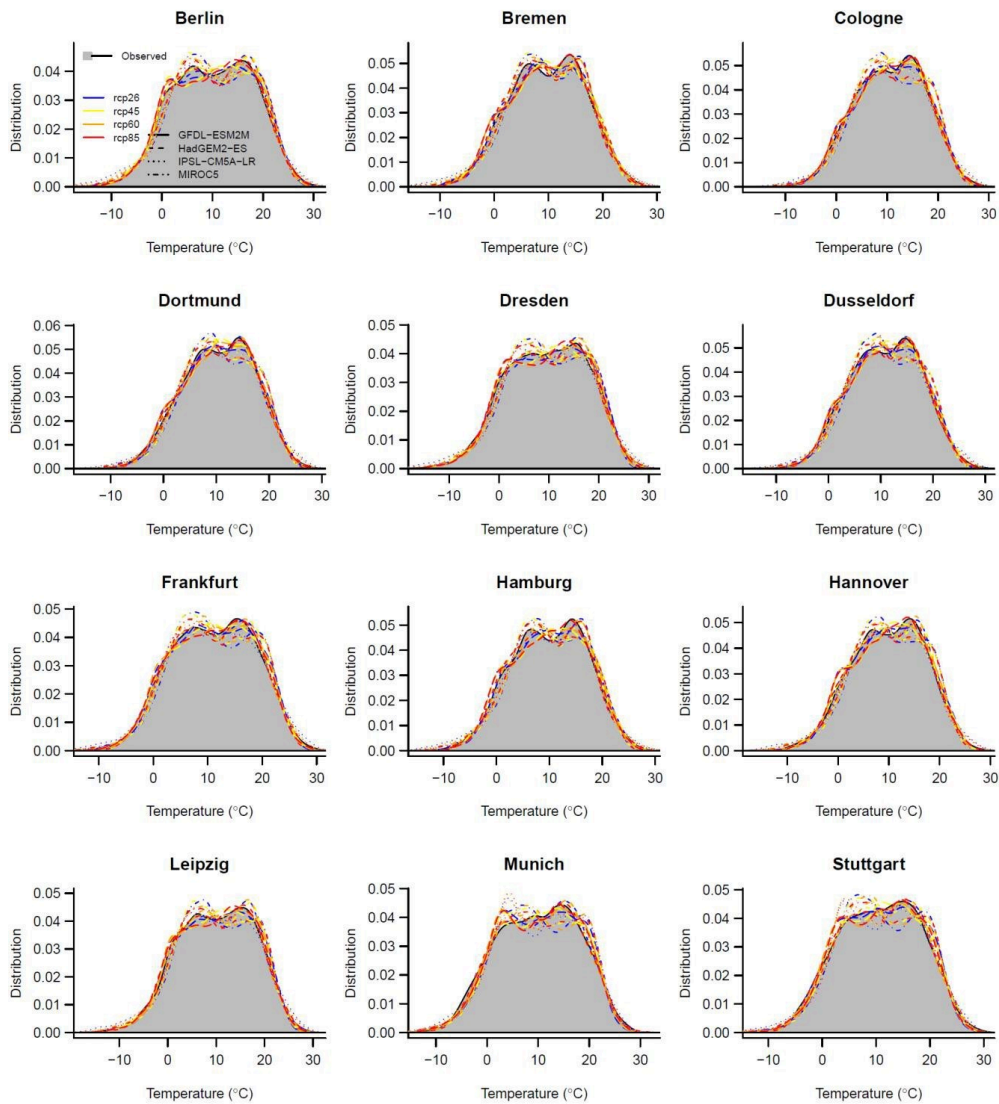 Berlin
Distribution
0.04
0.03
0.02
0.01
0.00
Observed
rcp26
rcp45
rcp60
rcp85
GFDL−ESM2M
HadGEM2−ES
IPSL−CM5A−LR
MIROC5
−10 0 10 20 30
Temperature (°C)
Bremen
Distribution
0.05
0.04
0.03
0.02
0.01
0.00
−10 0 10 20 30
Temperature (°C)
Cologne
Distribution
0.05
0.04
0.03
0.02
0.01
0.00
−10 0 10 20 30
Temperature (°C)
Dortmund
Distribution
0.06
0.05
0.04
0.03
0.02
0.01
0.00
−10 0 10 20 30
Temperature (°C)
Dresden
Distribution
0.05
0.04
0.03
0.02
0.01
0.00
−10 0 10 20 30
Temperature (°C)
Dusseldorf
Distribution
0.05
0.04
0.03
0.02
0.01
0.00
−10 0 10 20 30
Temperature (°C)
Frankfurt
Distribution
0.05
0.04
0.03
0.02
0.01
0.00
−10 0 10 20 30
Temperature (°C)
Hamburg
Distribution
0.05
0.04
0.03
0.02
0.01
0.00
−10 0 10 20 30
Temperature (°C)
Hannover
Distribution
0.05
0.04
0.03
0.02
0.01
0.00
−10 0 10 20 30
Temperature (°C)
Leipzig
Distribution
0.05
0.04
0.03
0.02
0.01
0.00
−10 0 10 20 30
Temperature (°C)
Munich
Distribution
0.05
0.04
0.03
0.02
0.01
0.00
−10 0 10 20 30
Temperature (°C)
Stuttgart
Distribution
0.05
0.04
0.03
0.02
0.01
0.00
−10 0 10 20 30
Temperature (°C)